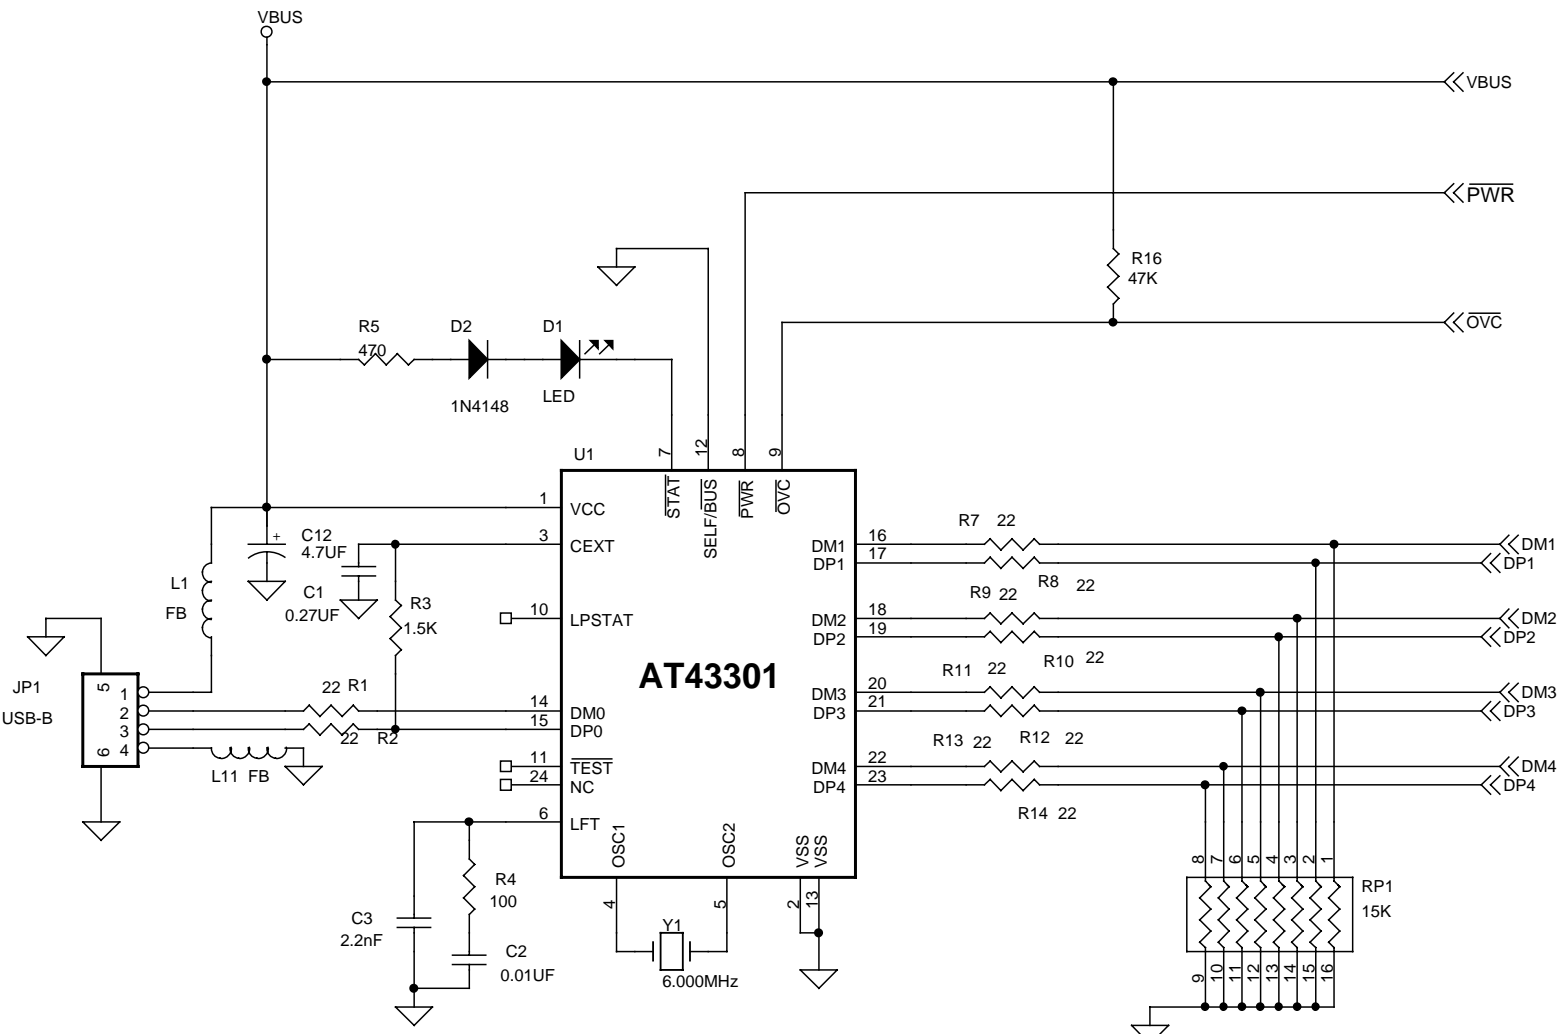 VBUS
VBUS
PWR
R16
47K
OVC
R5
470
D2
D1
1N4148
LED
U1
7
12
8
9
STAT
SELF/BUS
PWR
OVC
1
VCC
C12
+
4.7UF
3
CEXT
C1
0.27UF
R3
1.5K
L1
FB
10
LPSTAT
AT43301
JP1
USB-B
5
6
1
2
3
4
22 R1
22 R2
14
DM0
15
DP0
L11 FB
11
TEST
24
NC
6
LFT
R4
100
C3
2.2nF
C2
0.01UF
OSC1
OSC2
VSS
VSS
4
5
2
13
Y1
6.000MHz
DM1
16
R7 22
DM1
DP1
17
R8 22
DP1
DM2
18
R9 22
DM2
DP2
19
R10 22
DP2
DM3
20
R11 22
DM3
DP3
21
R12 22
DP3
DM4
22
R13 22
DM4
DP4
23
R14 22
DP4
8
7
6
5
4
3
2
1
RP1
15K
9
10
11
12
13
14
15
16